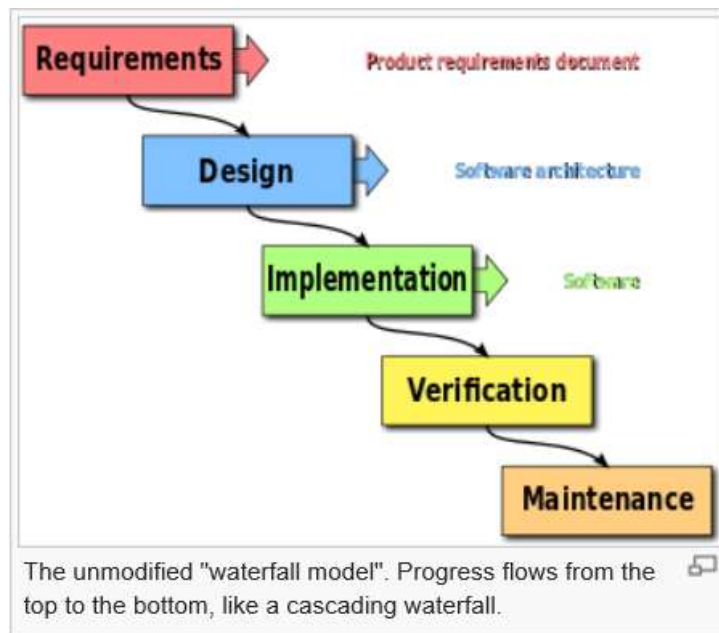 Requirements
Product requirements document
Design
Software architecture
Implementation
Software
Verification
Maintenance
The unmodified "waterfall model". Progress flows from the
top to the bottom, like a cascading waterfall.